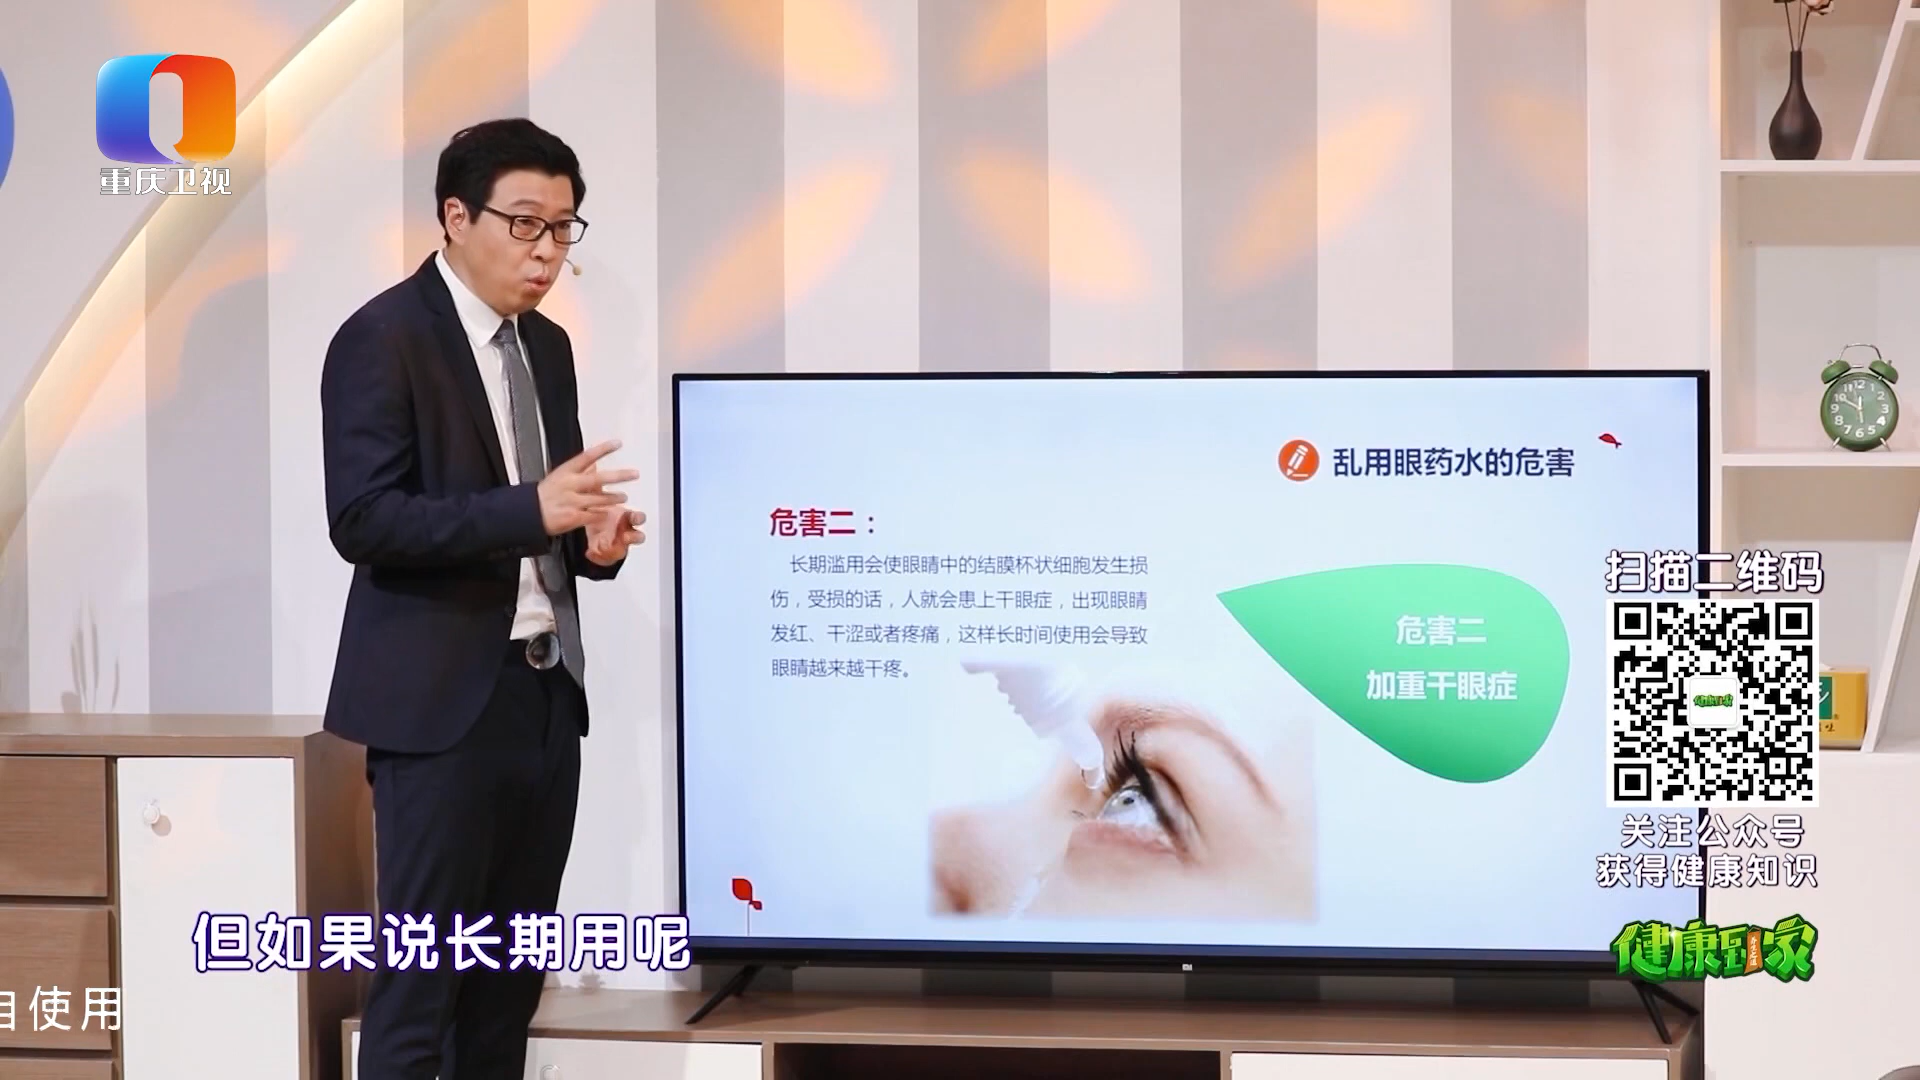 重庆卫视
乱用眼药水的危害
危害二：
长期滥用会使眼睛中的结膜杯状细胞发生损
伤，受损的话，人就会患上干眼症，出现眼睛
发红、干涩或者疼痛，这样长时间使用会导致
眼睛越来越干疼。
危害二
加重干眼症
扫描二维码
健康到家
关注公众号
获得健康知识
健康到家
但如果说长期用呢
自使用